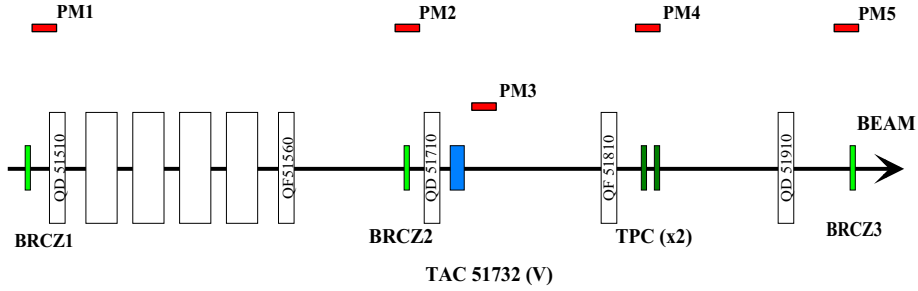 PM1
PM2
PM4
PM5
PM3
BEAM
QD 51510
QF51560
QD 51710
QF 51810
QD 51910
BRCZ1
BRCZ2
TPC (x2)
BRCZ3
TAC 51732 (V)